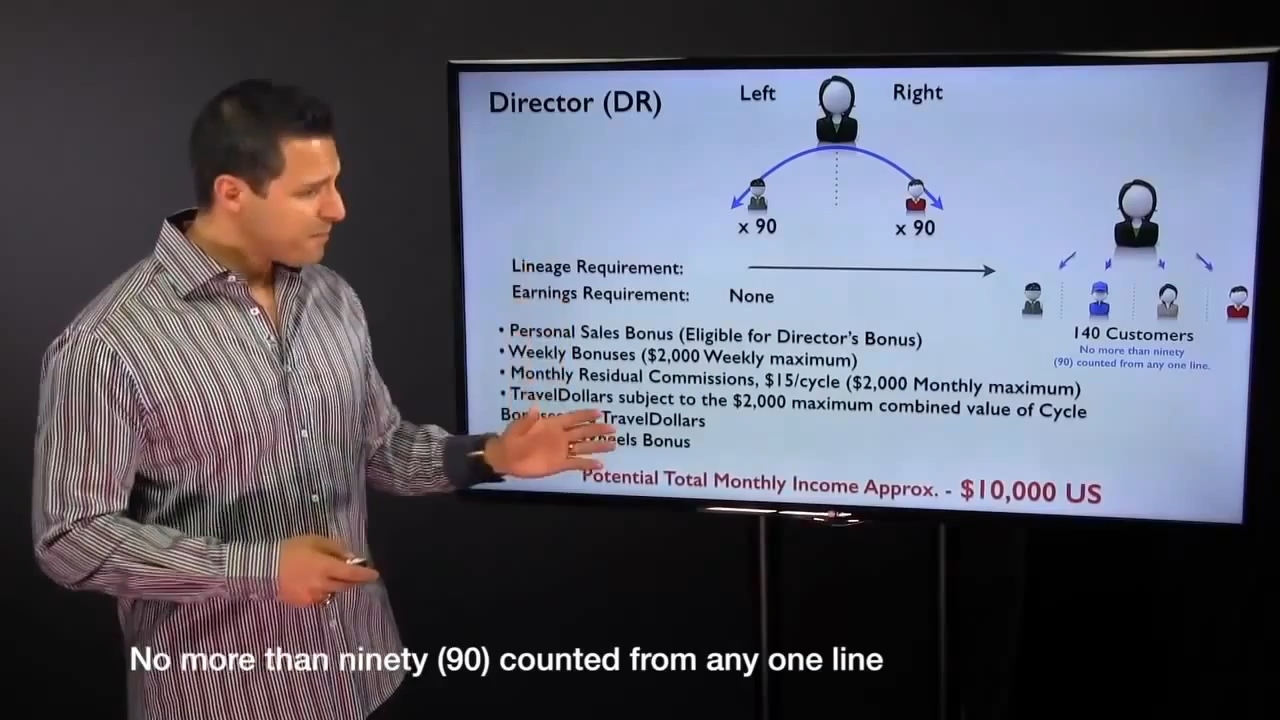 Director (DR)
Left
Right
x 90
x 90
Lineage Requirement:
Earnings Requirement: None
140 Customers
No more than ninety
(90) counted from any one line.
• Personal Sales Bonus (Eligible for Director's Bonus)
• Weekly Bonuses ($2,000 Weekly maximum)
• Monthly Residual Commissions, $15/cycle ($2,000 Monthly maximum)
• TravelDollars subject to the $2,000 maximum combined value of Cycle
TravelDollars
Bonus
Potential Total Monthly Income Approx. - $10,000 US
No more than ninety (90) counted from any one line